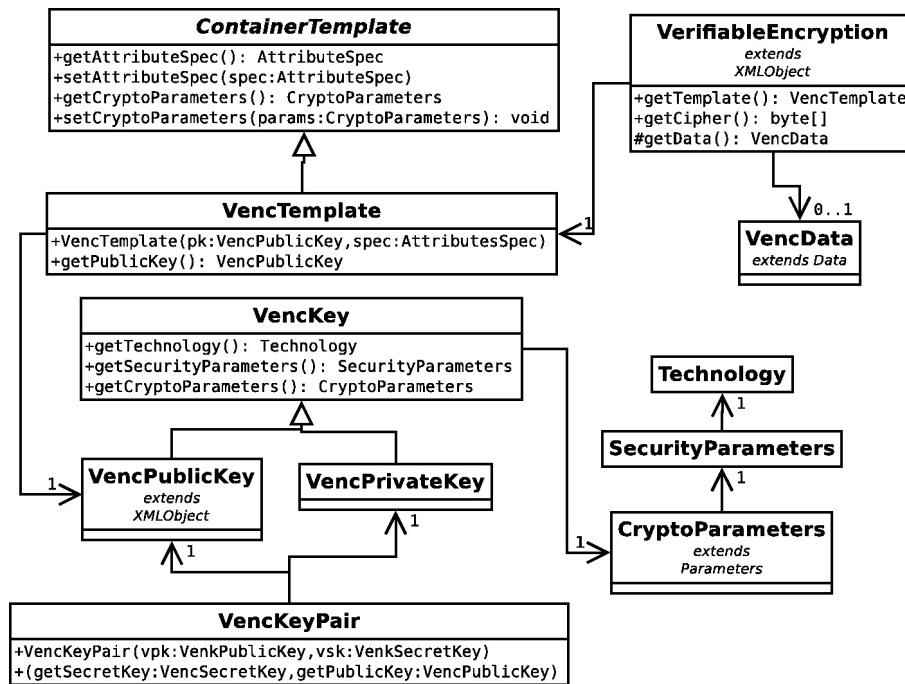 ContainerTemplate
+getAttributeSpec(): AttributeSpec
+setAttributeSpec(spec:AttributeSpec)
+getCryptoParameters(): CryptoParameters
+setCryptoParameters(params:CryptoParameters): void
VerifiableEncryption
extends
XMLObject
+getTemplate(): VencTemplate
+getCipher(): byte[]
#getData(): VencData
VencTemplate
+VencTemplate(pk:VencPublicKey,spec:AttributesSpec)
+getPublicKey(): VencPublicKey
1
0..1
VencData
extends Data
VencKey
+getTechnology(): Technology
+getSecurityParameters(): SecurityParameters
+getCryptoParameters(): CryptoParameters
Technology
1
SecurityParameters
1
VencPublicKey
extends
XMLObject
1
VencPrivateKey
1
1
CryptoParameters
extends
Parameters
1
VencKeyPair
+VencKeyPair(vpk:VenkPublicKey,vsk:VenkSecretKey)
+(getSecretKey:VencSecretKey,getPublicKey:VencPublicKey)